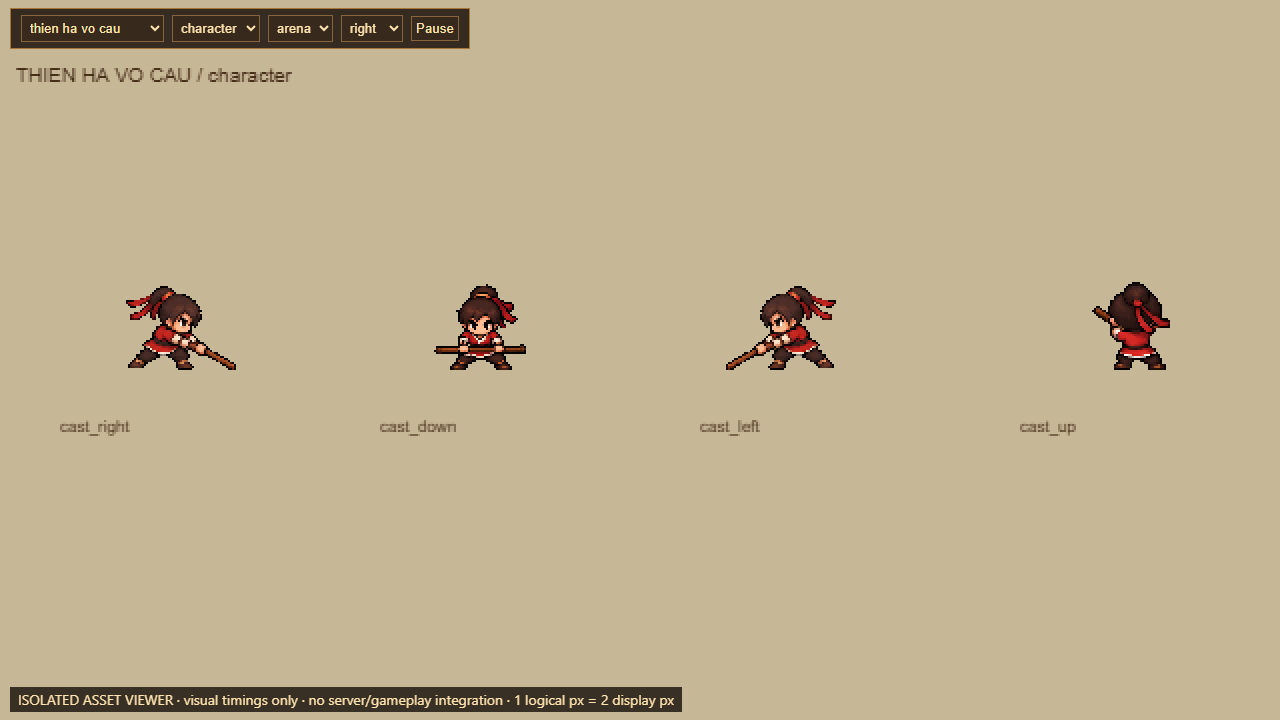 thien ha vo cau character arena right Pause
THIEN HA VO CAU / character
cast_right cast_down cast_left cast_up
ISOLATED ASSET VIEWER · visual timings only · no server/gameplay integration · 1 logical px = 2 display px